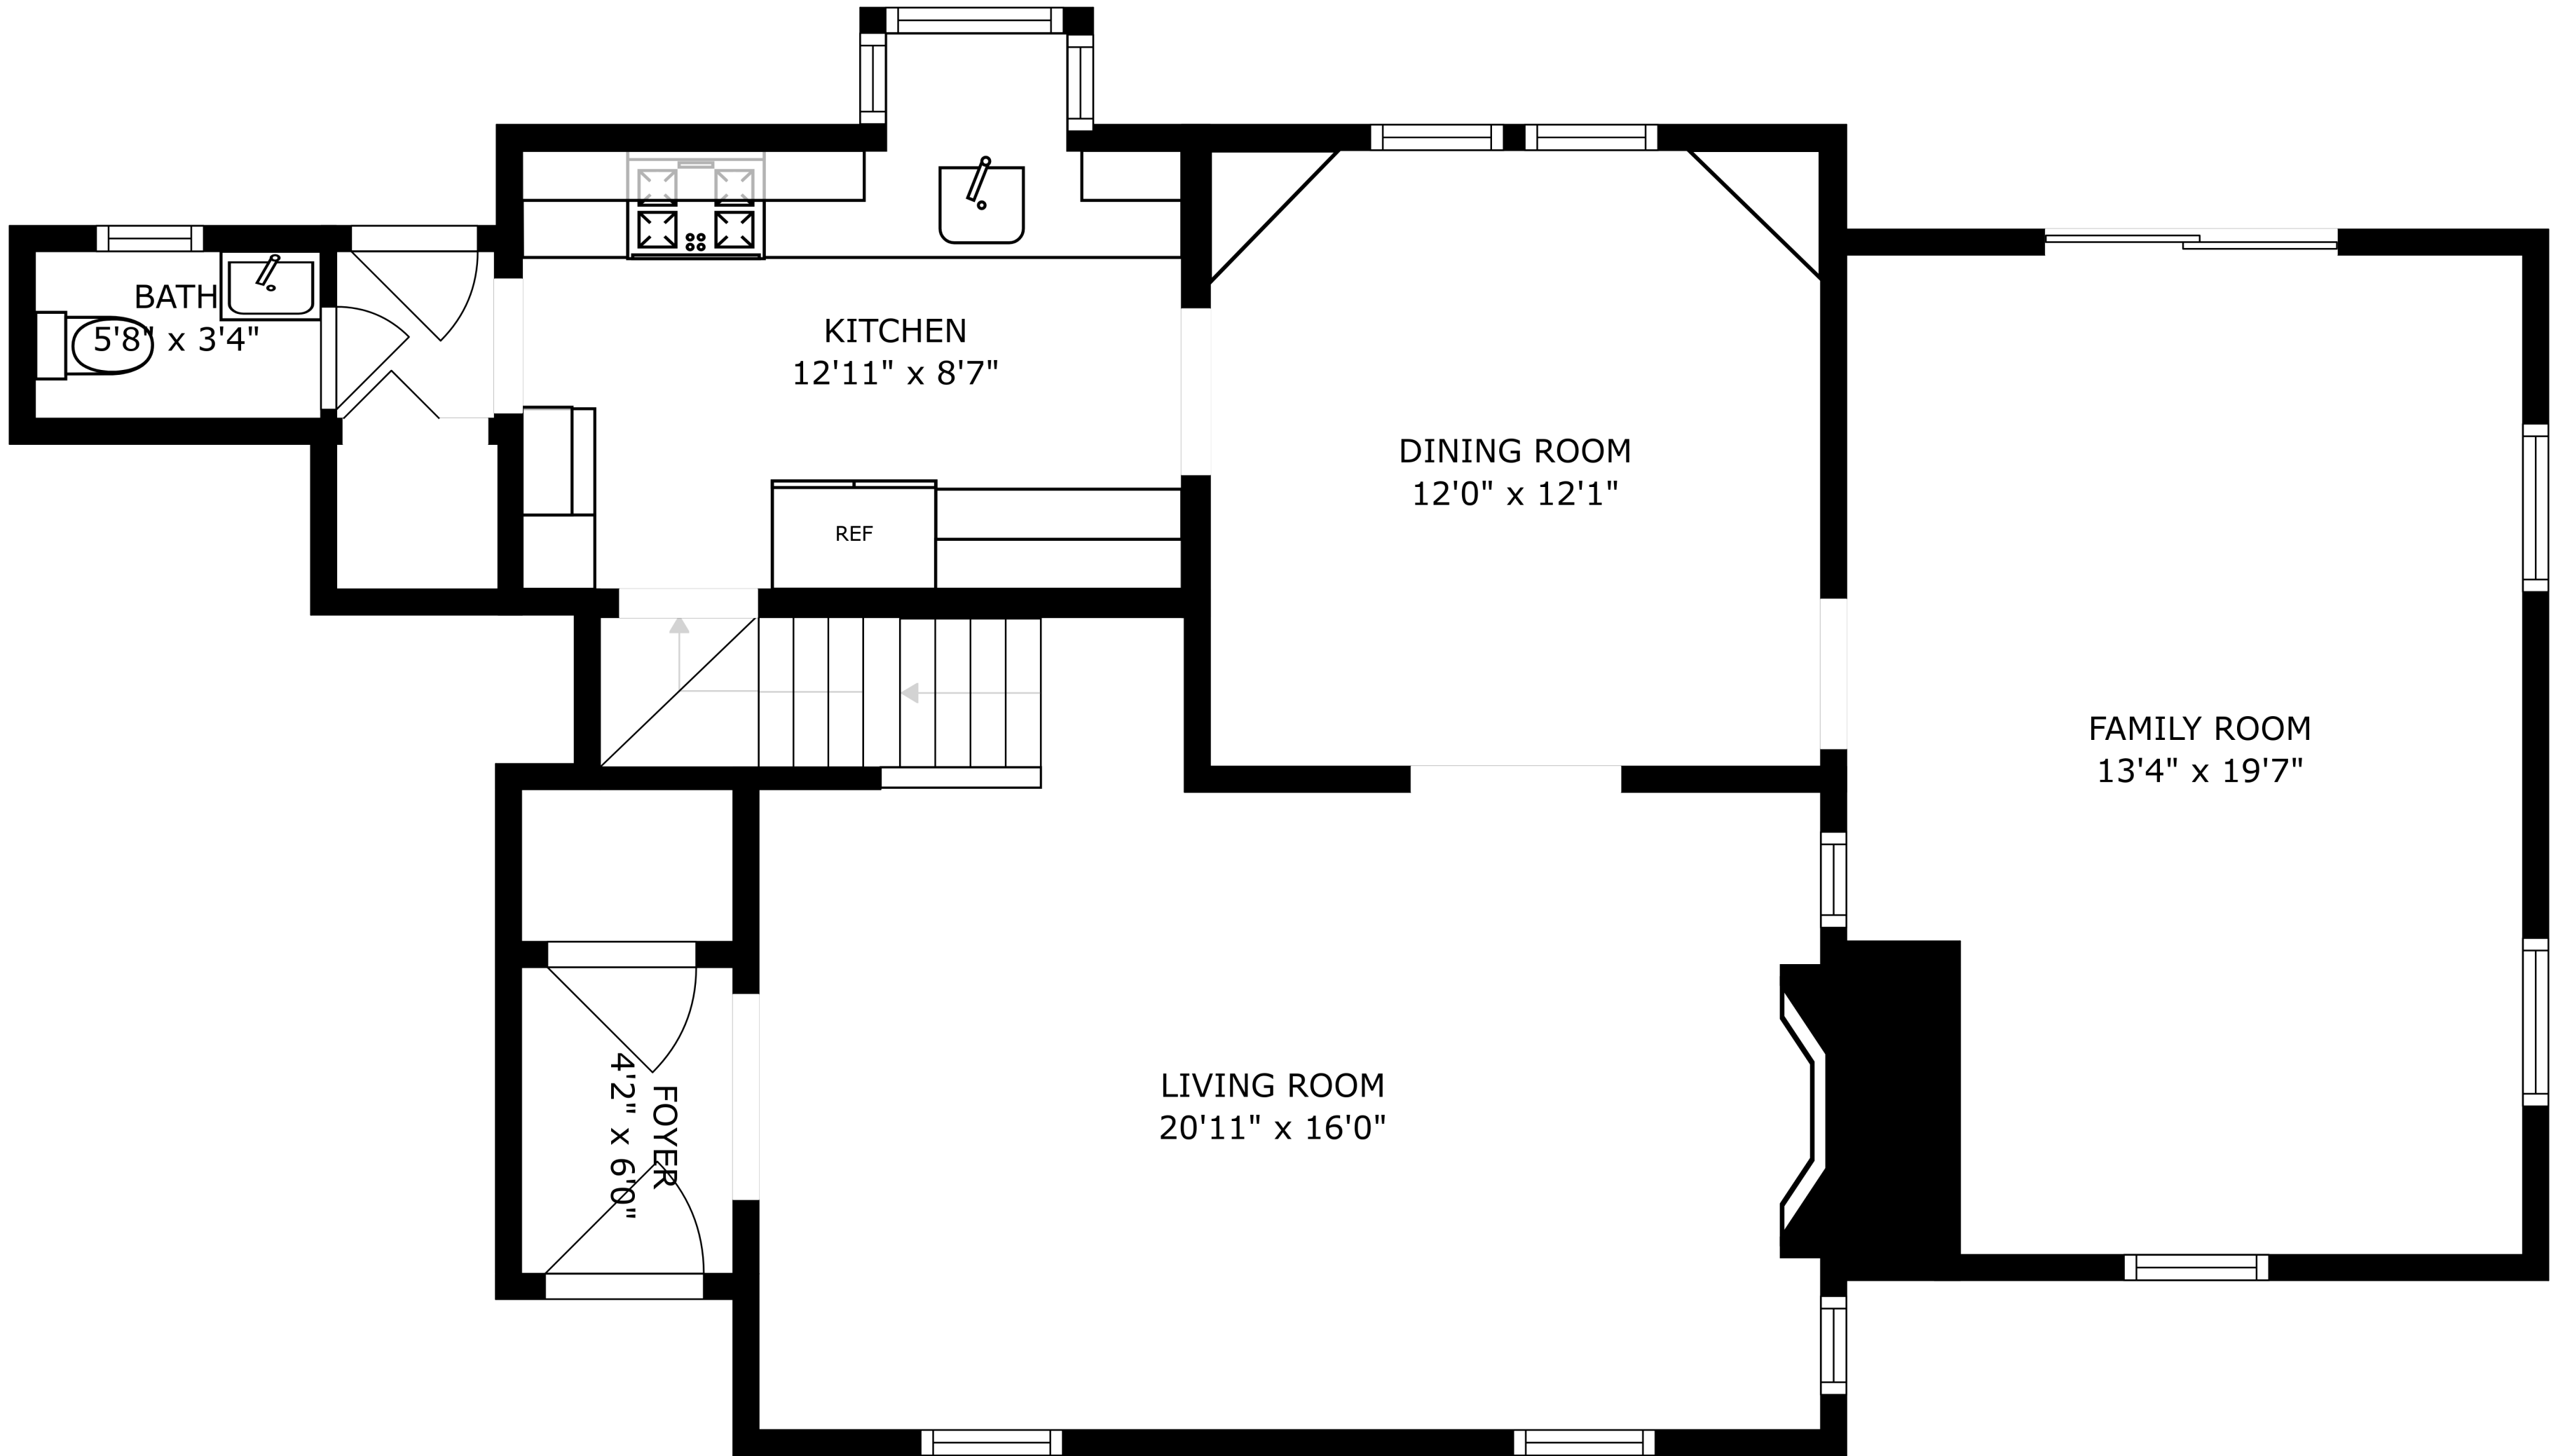 BATH
5'8" x 3'4"
KITCHEN
12'11" x 8'7"
REF
DINING ROOM
12'0" x 12'1"
FAMILY ROOM
13'4" x 19'7"
FOYER
4'2" x 6'0"
LIVING ROOM
20'11" x 16'0"